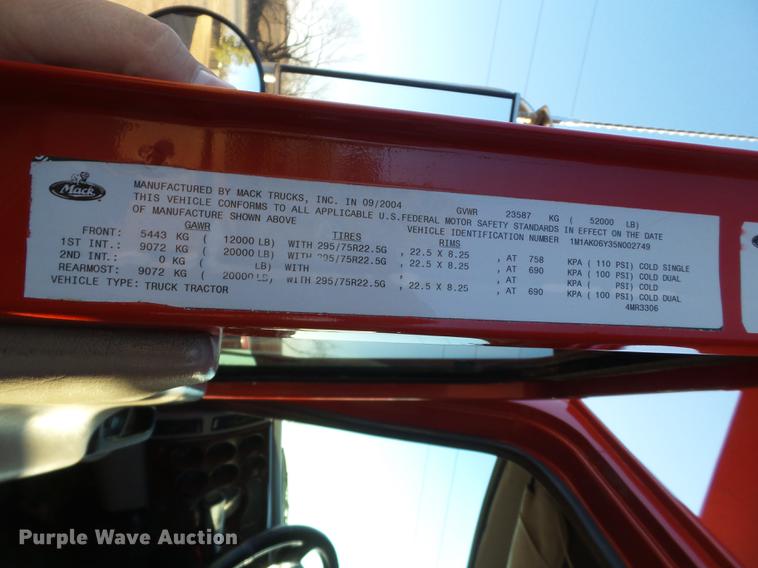 Mack
MANUFACTURED BY MACK TRUCKS, INC. IN 09/2004 GVWR 23587 KG ( 52000 LB)
THIS VEHICLE CONFORMS TO ALL APPLICABLE U.S.FEDERAL MOTOR SAFETY STANDARDS IN EFFECT ON THE DATE
OF MANUFACTURE SHOWN ABOVE VEHICLE IDENTIFICATION NUMBER 1M1AK06Y35N002749
GAWR TIRES RIMS
FRONT: 5443 KG ( 12000 LB) WITH 295/75R22.5G , 22.5 X 8.25 , AT 758 KPA ( 110 PSI) COLD SINGLE
1ST INT.: 9072 KG ( 20000 LB) WITH 295/75R22.5G , 22.5 X 8.25 , AT 690 KPA ( 100 PSI) COLD DUAL
2ND INT.: 0 KG ( LB) WITH KPA ( PSI) COLD
REARMOST: 9072 KG ( 20000 LB) WITH 295/75R22.5G , 22.5 X 8.25 , AT 690 KPA ( 100 PSI) COLD DUAL
VEHICLE TYPE: TRUCK TRACTOR 4MR3306
Purple Wave Auction